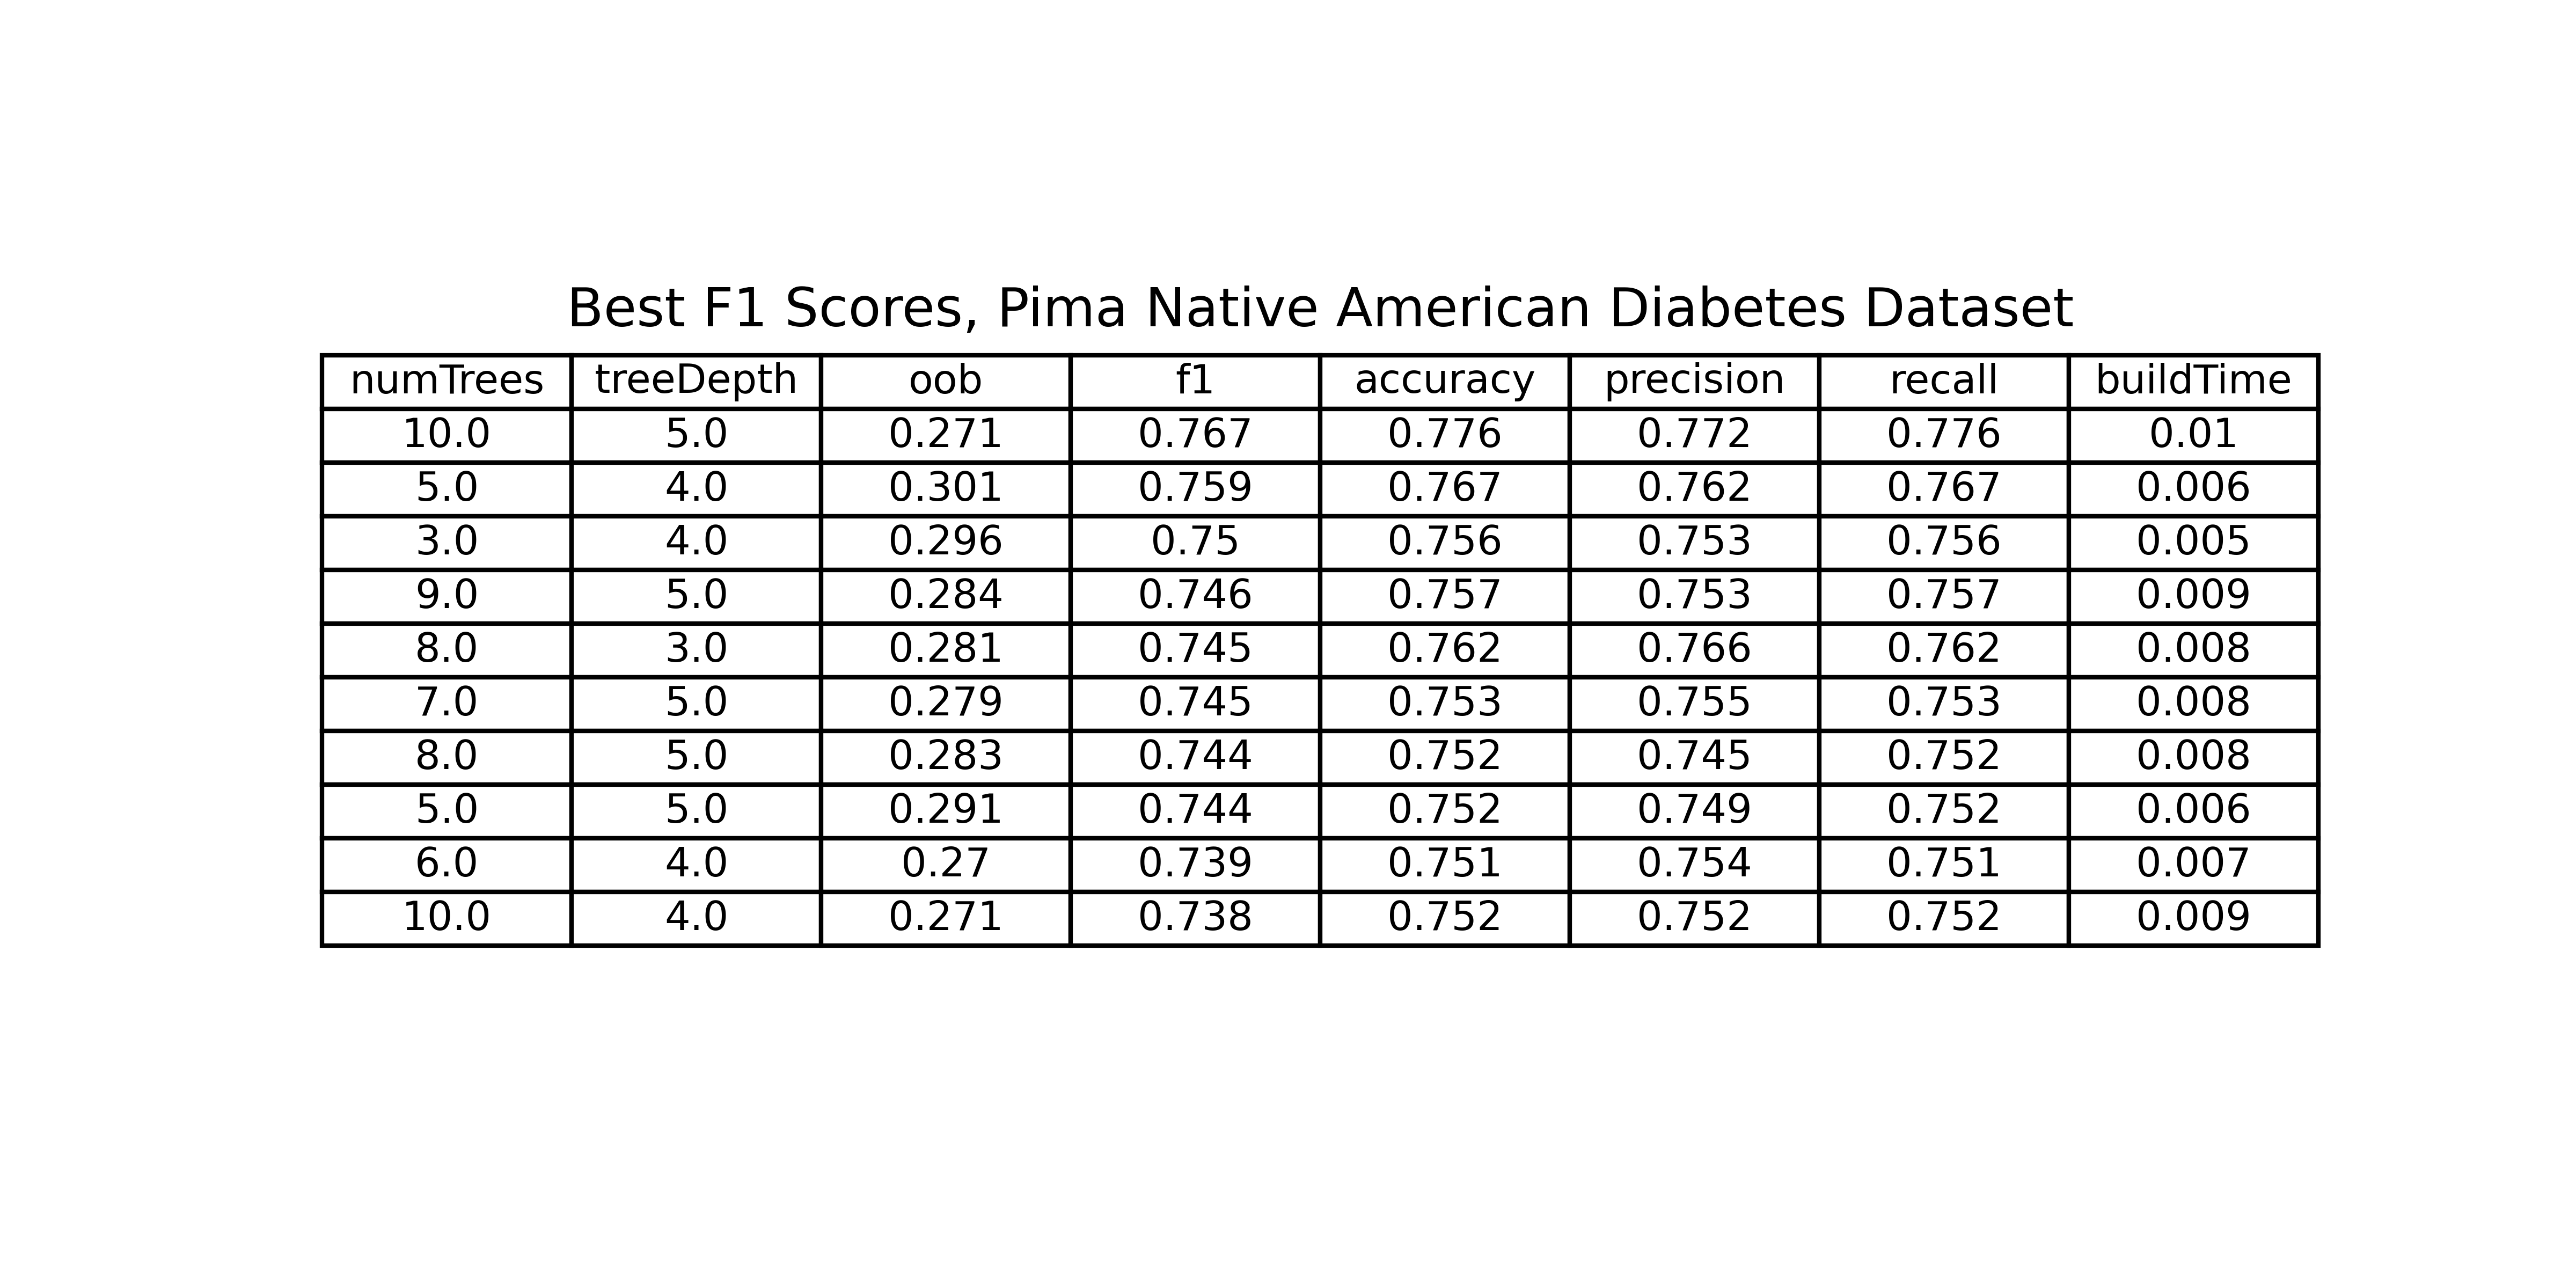 Best F1 Scores, Pima Native American Diabetes Dataset
numTrees treeDepth oob f1 accuracy precision recall buildTime
10.0 5.0 0.271 0.767 0.776 0.772 0.776 0.01
5.0 4.0 0.301 0.759 0.767 0.762 0.767 0.006
3.0 4.0 0.296 0.75 0.756 0.753 0.756 0.005
9.0 5.0 0.284 0.746 0.757 0.753 0.757 0.009
8.0 3.0 0.281 0.745 0.762 0.766 0.762 0.008
7.0 5.0 0.279 0.745 0.753 0.755 0.753 0.008
8.0 5.0 0.283 0.744 0.752 0.745 0.752 0.008
5.0 5.0 0.291 0.744 0.752 0.749 0.752 0.006
6.0 4.0 0.27 0.739 0.751 0.754 0.751 0.007
10.0 4.0 0.271 0.738 0.752 0.752 0.752 0.009